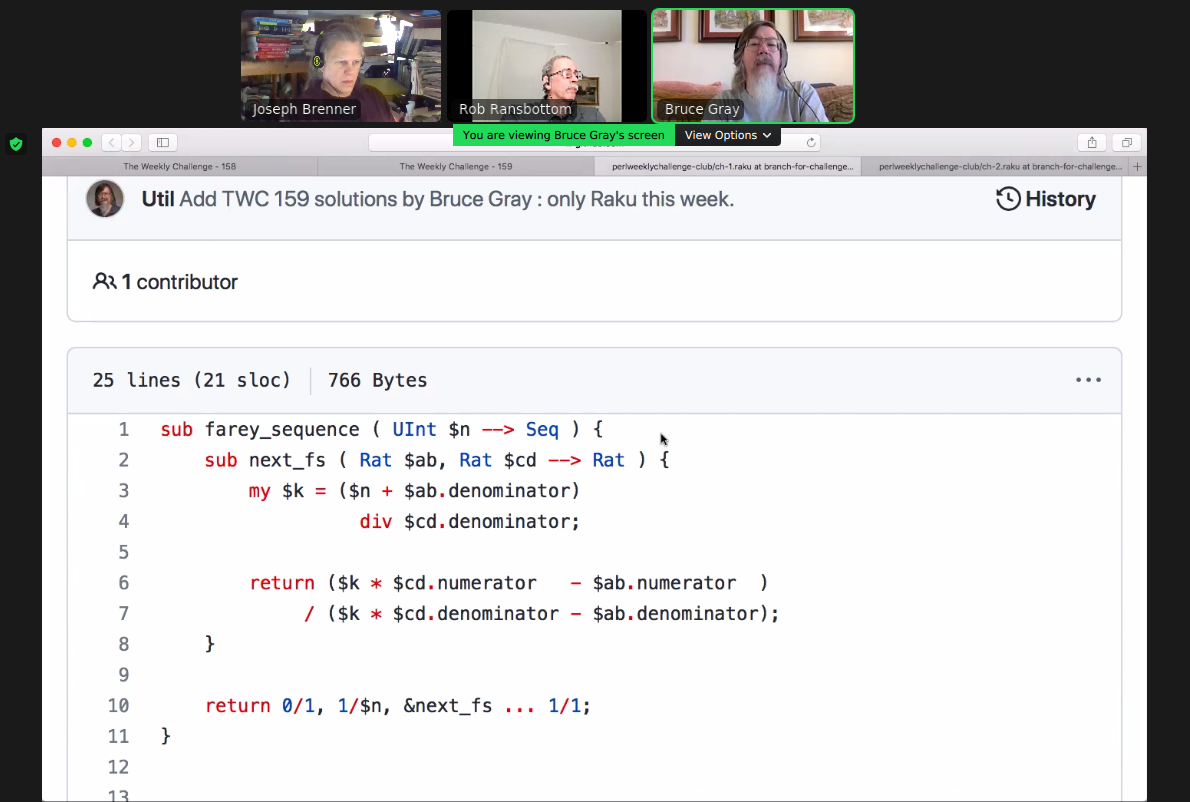 Joseph Brenner
Rob Ransbottom
Bruce Gray
You are viewing Bruce Gray's screen
View Options
The Weekly Challenge - 158
The Weekly Challenge - 159
perlweeklychallenge-club/ch-1.raku at branch-for-challenge...
perlweeklychallenge-club/ch-2.raku at branch-for-challenge...
Util Add TWC 159 solutions by Bruce Gray : only Raku this week.
History
1 contributor
25 lines (21 sloc)
766 Bytes
1 sub farey_sequence ( UInt $n --> Seq ) {
2 sub next_fs ( Rat $ab, Rat $cd --> Rat ) {
3 my $k = ($n + $ab.denominator)
4 div $cd.denominator;
5
6 return ($k * $cd.numerator - $ab.numerator )
7 / ($k * $cd.denominator - $ab.denominator);
8 }
9
10 return 0/1, 1/$n, &next_fs ... 1/1;
11 }
12
13